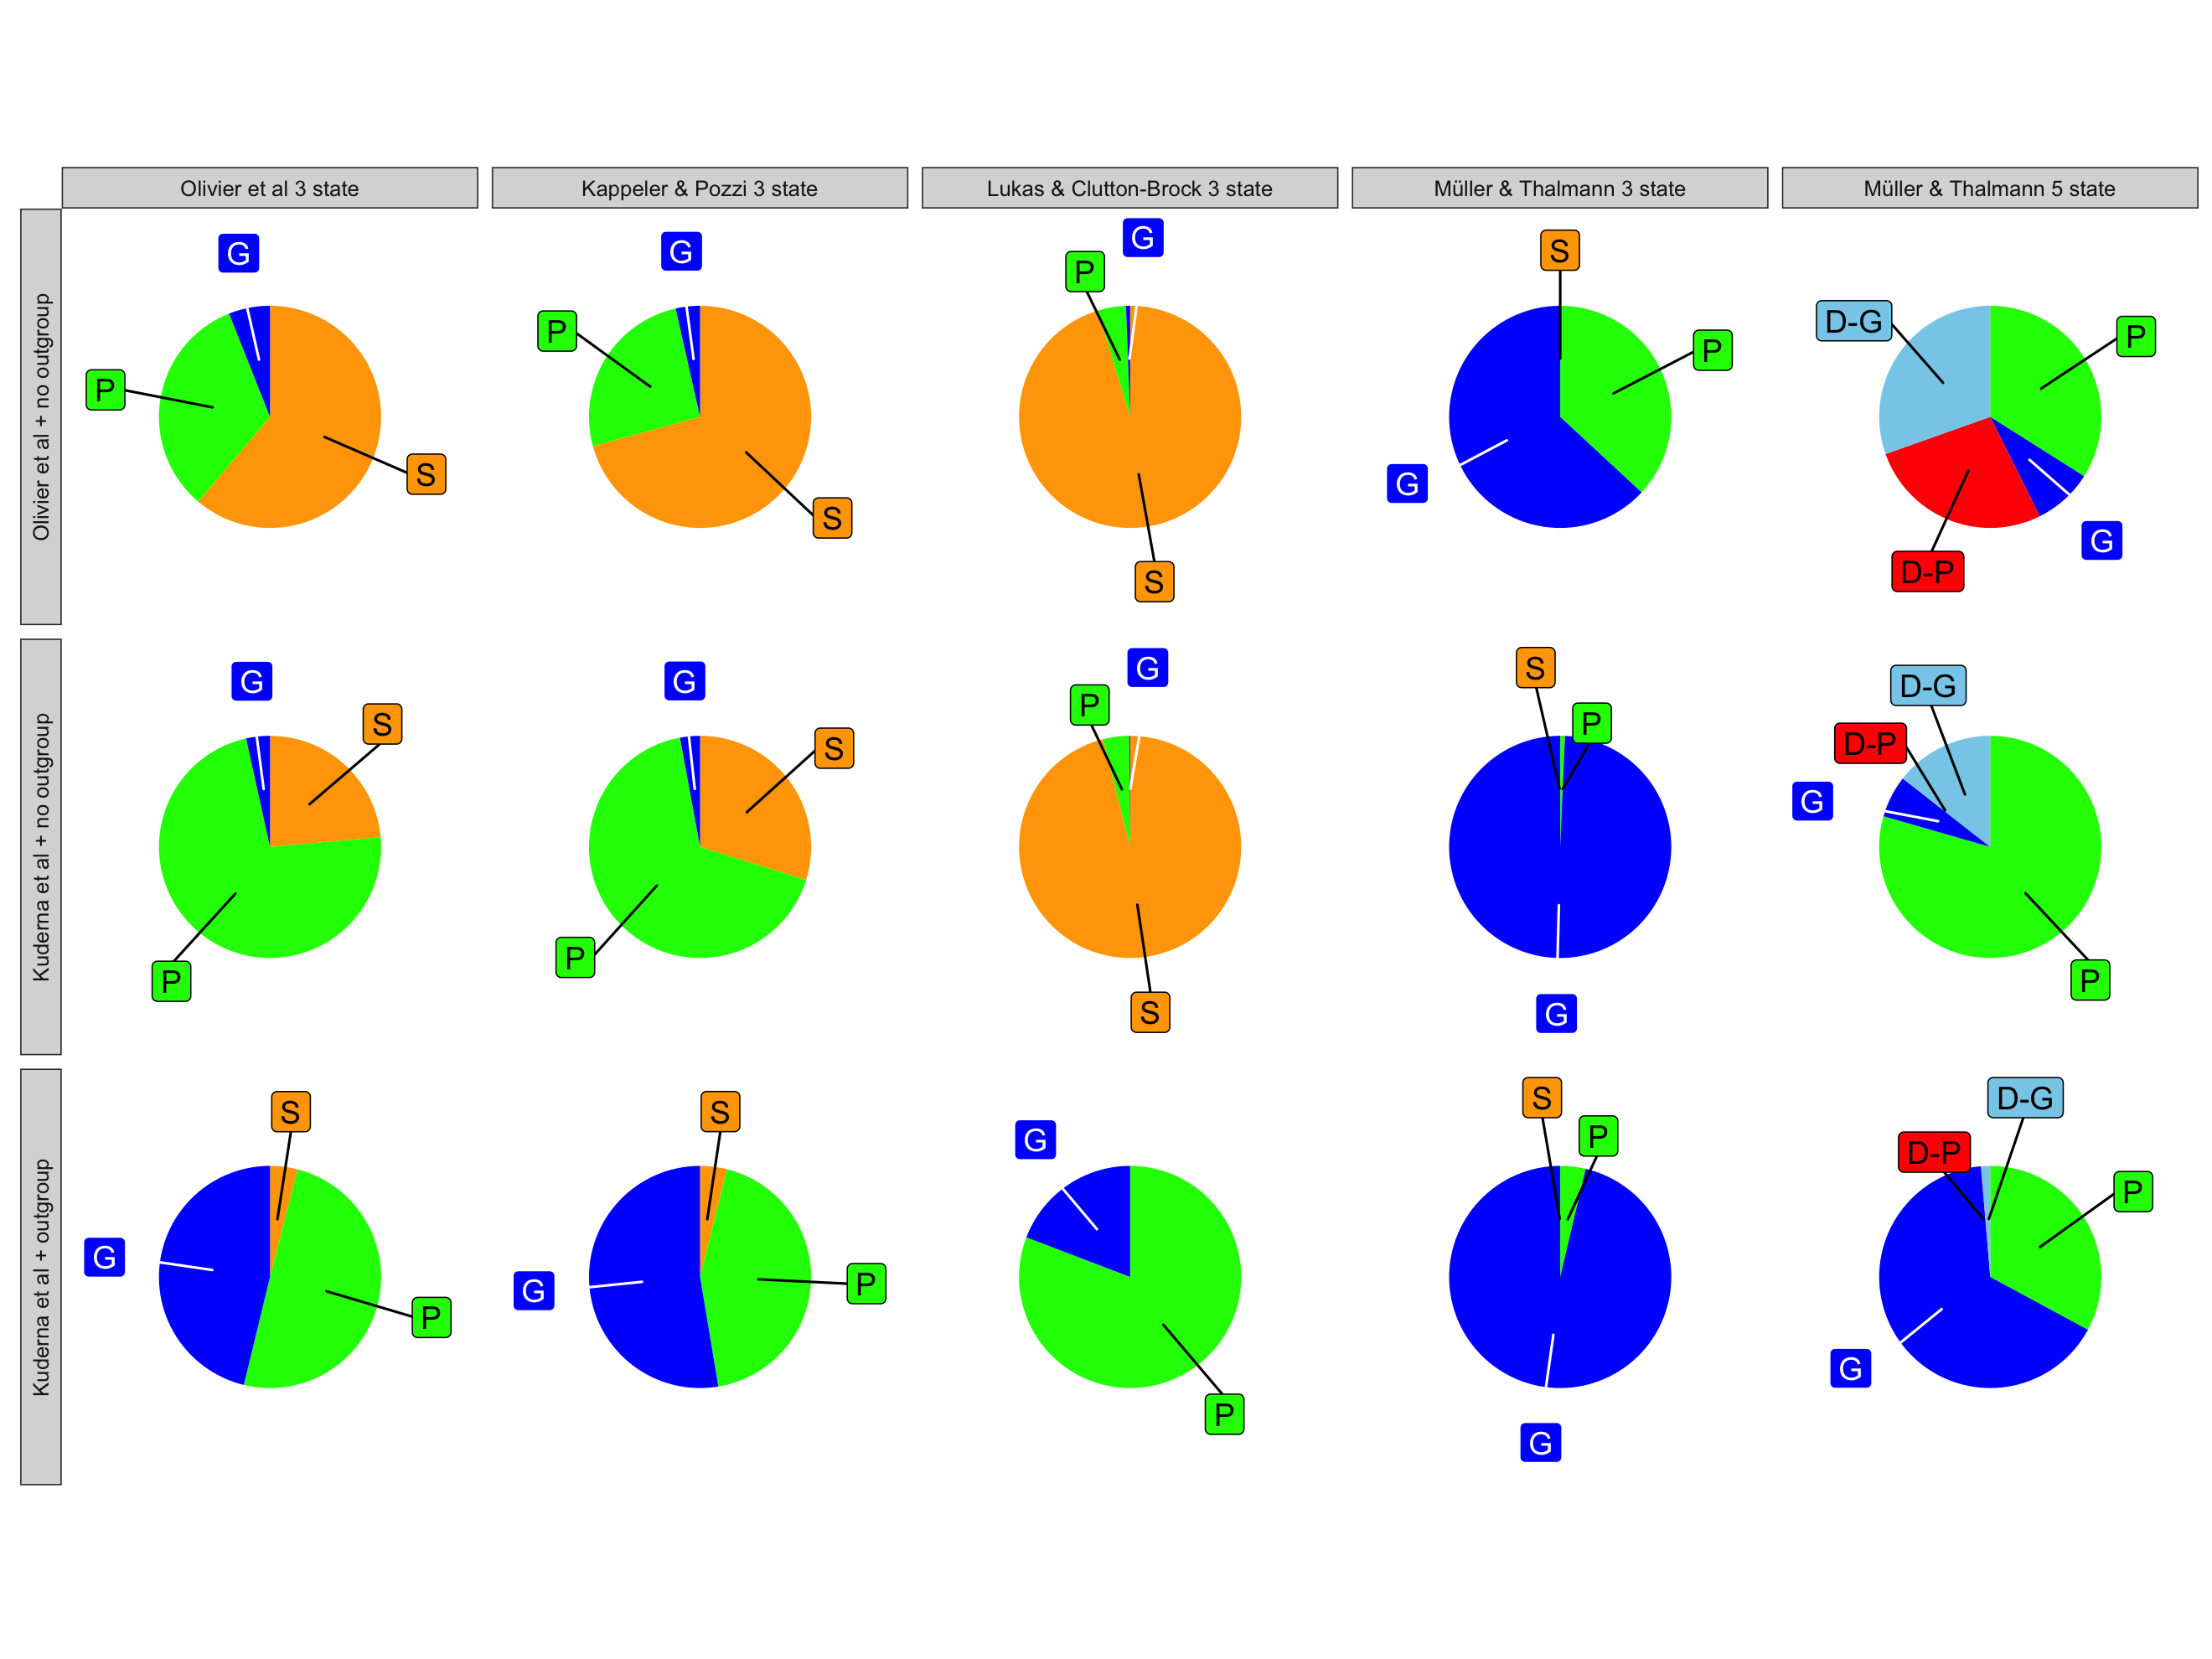 Olivier et al 3 state
Kappeler & Pozzi 3 state
Lukas & Clutton-Brock 3 state
Müller & Thalmann 3 state
Müller & Thalmann 5 state
Olivier et al + no outgroup
G
P
S
G
P
S
G
P
S
S
P
G
D-G
P
D-P
G
Kuderna et al + no outgroup
G
S
P
G
S
P
G
P
S
S
P
G
D-G
D-P
G
P
Kuderna et al + outgroup
S
G
P
S
G
P
G
P
S
P
G
D-G
D-P
P
G